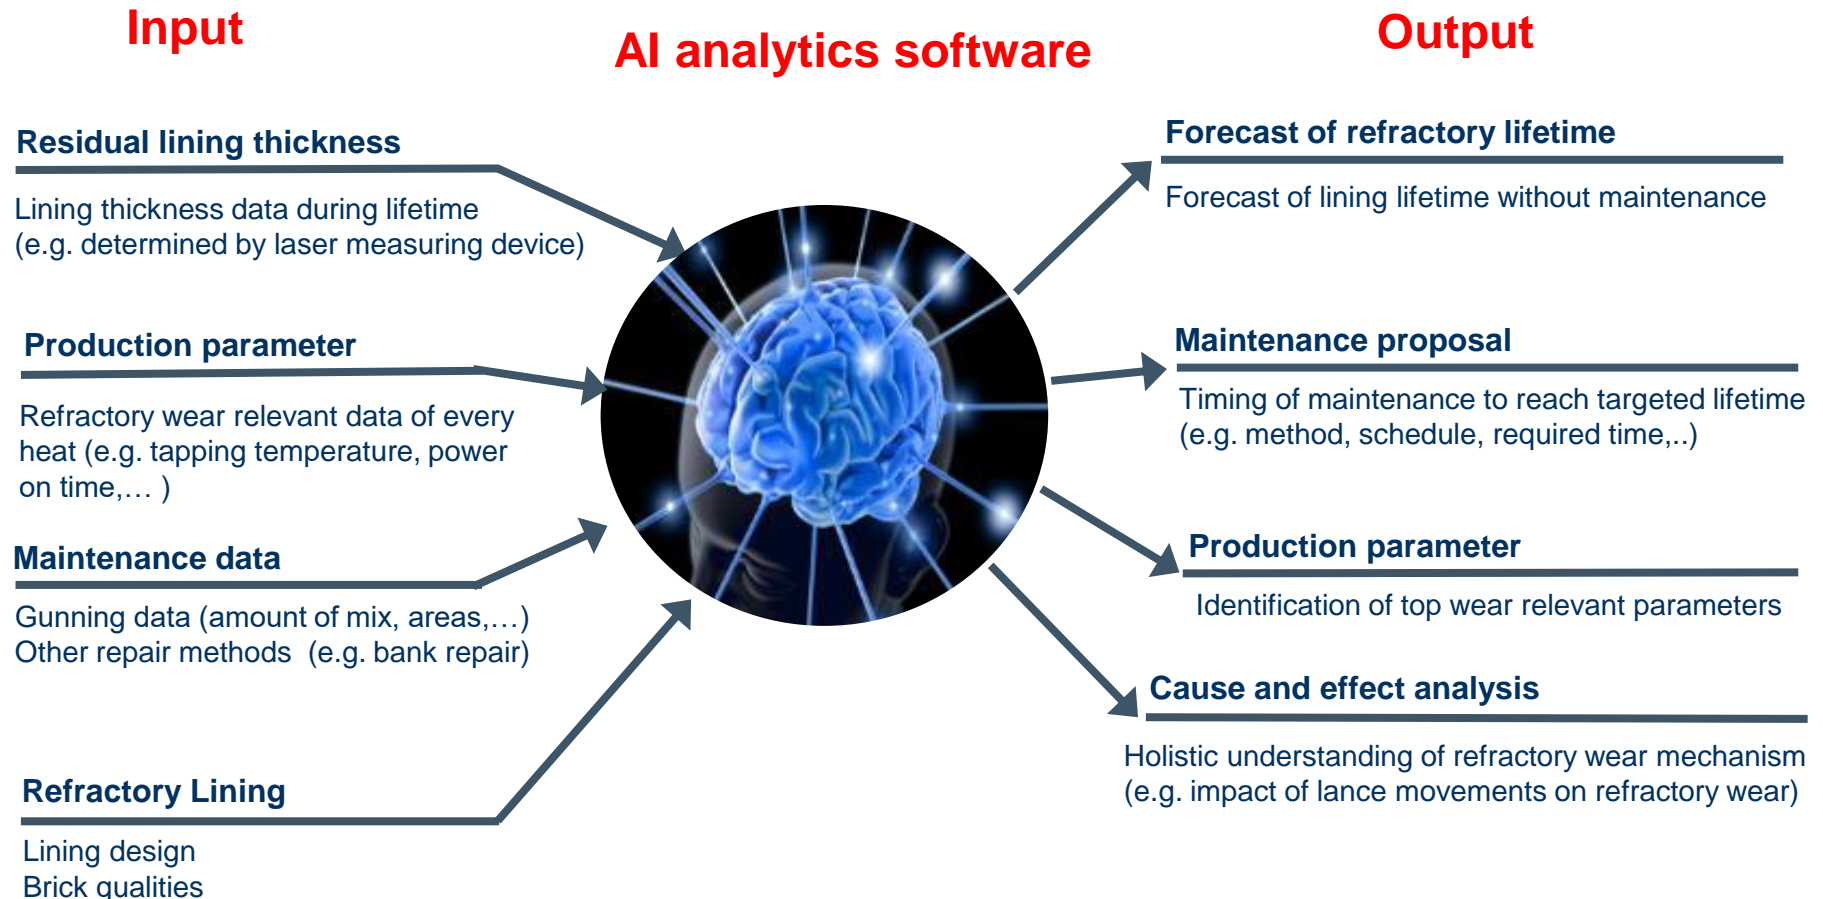 Input
AI analytics software
Output
Residual lining thickness
Lining thickness data during lifetime
(e.g. determined by laser measuring device)
Production parameter
Refractory wear relevant data of every
heat (e.g. tapping temperature, power
on time,… )
Maintenance data
Gunning data (amount of mix, areas,…)
Other repair methods  (e.g. bank repair)
Refractory Lining
Lining design
Brick qualities
Forecast of refractory lifetime
Forecast of lining lifetime without maintenance
Maintenance proposal
Timing of maintenance to reach targeted lifetime
(e.g. method, schedule, required time,..)
Production parameter
Identification of top wear relevant parameters
Cause and effect analysis
Holistic understanding of refractory wear mechanism
(e.g. impact of lance movements on refractory wear)